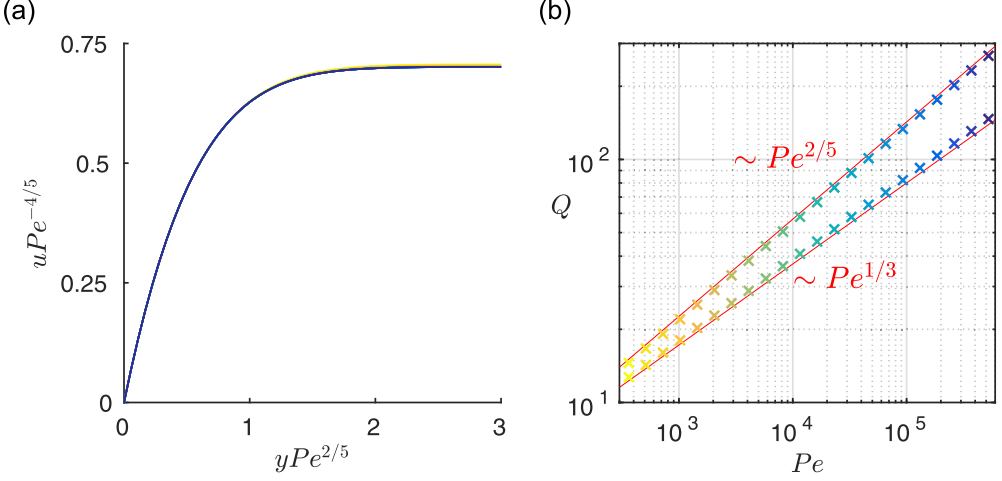 (a)
0.75
0.5
0.25
0
uPe^{-4/5}
0 1 2 3
yPe^{2/5}
(b)
10^2
10^1
Q
∼ Pe^{2/5}
∼ Pe^{1/3}
10^3 10^4 10^5
Pe